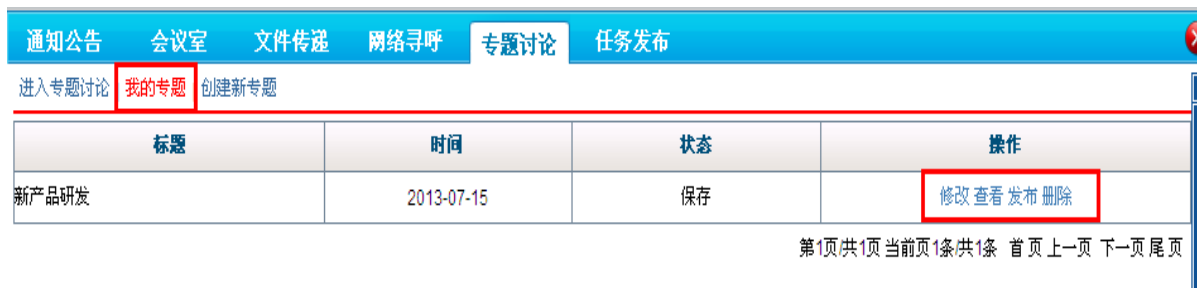 通知公告 会议室 文件传递 网络寻呼 专题讨论 任务发布
进入专题讨论 我的专题 创建新专题
标题 时间 状态 操作
新产品研发 2013-07-15 保存 修改 查看 发布 删除
第1页/共1页 当前页1条/共1条 首页 上一页 下一页 尾页